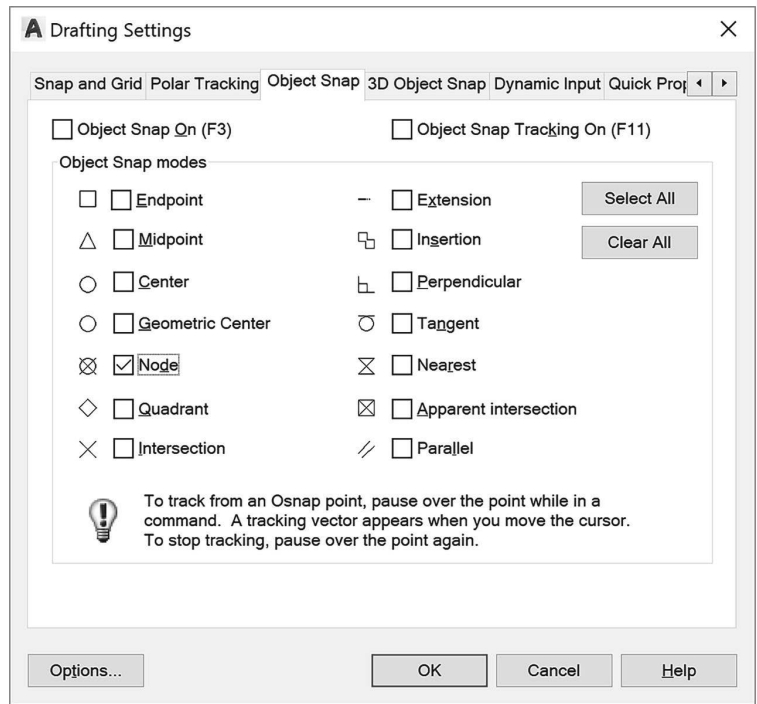 Drafting Settings
Snap and Grid Polar Tracking Object Snap 3D Object Snap Dynamic Input Quick Prop
Object Snap On (F3) Object Snap Tracking On (F11)
Object Snap modes
Endpoint Extension Select All
Midpoint Insertion Clear All
Center Perpendicular
Geometric Center Tangent
Node Nearest
Quadrant Apparent intersection
Intersection Parallel
To track from an Osnap point, pause over the point while in a
command. A tracking vector appears when you move the cursor.
To stop tracking, pause over the point again.
Options... OK Cancel Help